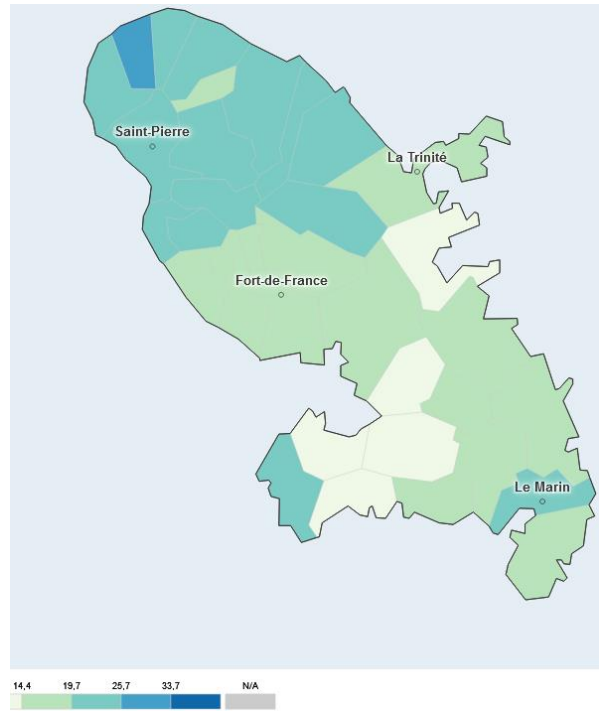 Saint-Pierre
La Trinité
Fort-de-France
Le Marin
14,4 19,7 25,7 33,7 N/A